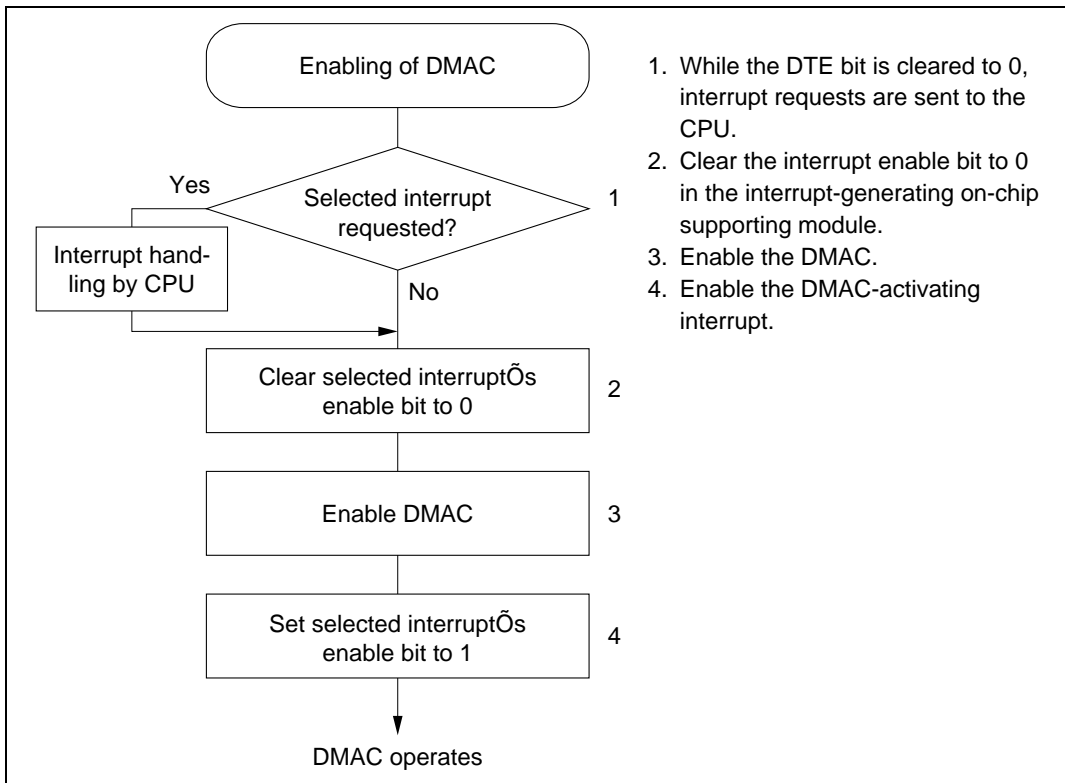 Enabling of DMAC
Yes
Selected interrupt
requested?
1
Interrupt hand-
ling by CPU
No
Clear selected interruptÕs
enable bit to 0
2
Enable DMAC
3
Set selected interruptÕs
enable bit to 1
4
DMAC operates
1. While the DTE bit is cleared to 0,
interrupt requests are sent to the
CPU.
2. Clear the interrupt enable bit to 0
in the interrupt-generating on-chip
supporting module.
3. Enable the DMAC.
4. Enable the DMAC-activating
interrupt.